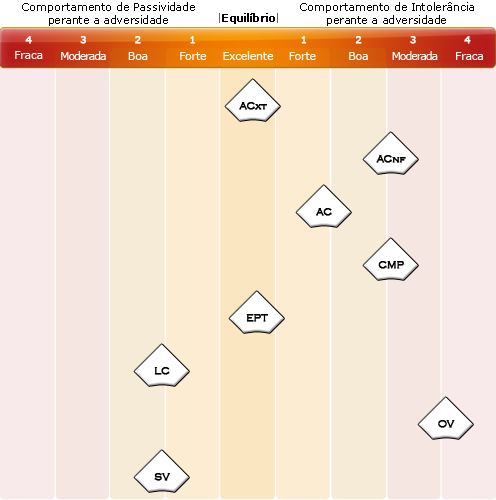 Comportamento de Passividade
perante a adversidade
|Equilíbrio|
Comportamento de Intolerância
perante a adversidade
4 3 2 1 1 2 3 4
Fraca Moderada Boa Forte Excelente Forte Boa Moderada Fraca
ACXT
ACNF
AC
CMP
EPT
LC
OV
SV